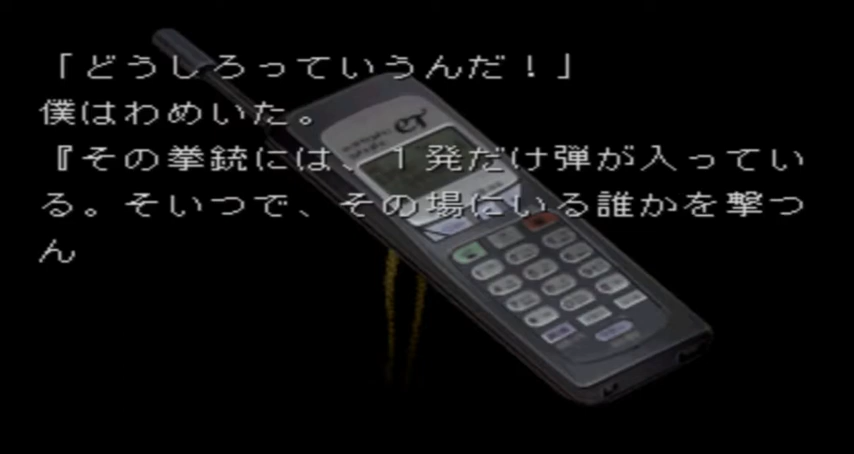 「どうしろっていうんだ！」
僕はわめいた。
『その拳銃には、１発だけ弾が入ってい
る。そいつで、その場にいる誰かを撃つ
ん